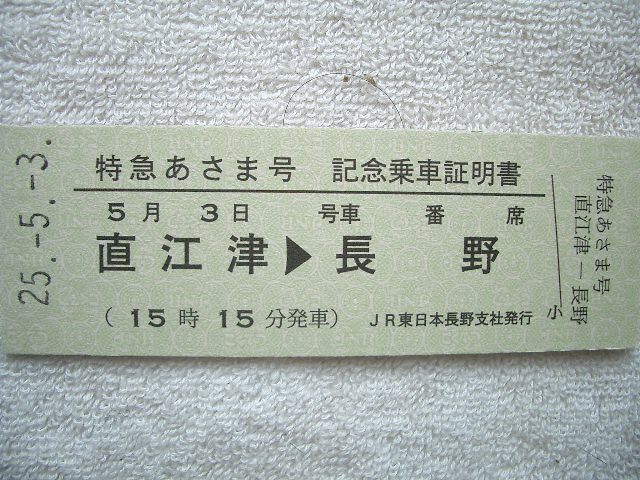 25.-5.-3.
特急あさま号 記念乗車証明書
5月 3日 号車 番 席
直江津▶長野
(15時15分発車) JR東日本長野支社発行
特急あさま号
直江津ー長野
小